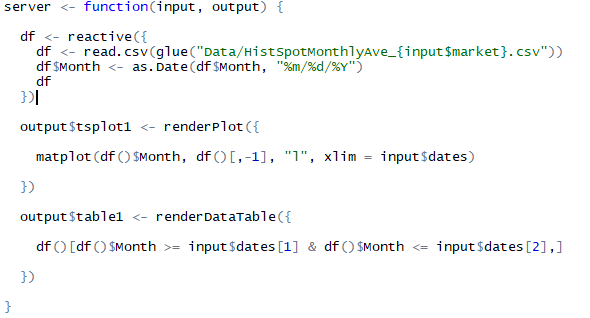 server <- function(input, output) {
  df <- reactive({
    df <- read.csv(glue("Data/HistSpotMonthlyAve_{input$market}.csv"))
    df$Month <- as.Date(df$Month, "%m/%d/%Y")
    df
  })
  output$tsplot1 <- renderPlot({
    matplot(df()$Month, df()[,-1], "l", xlim = input$dates)
  })
  output$table1 <- renderDataTable({
    df()[df()$Month >= input$dates[1] & df()$Month <= input$dates[2],]
  })
}